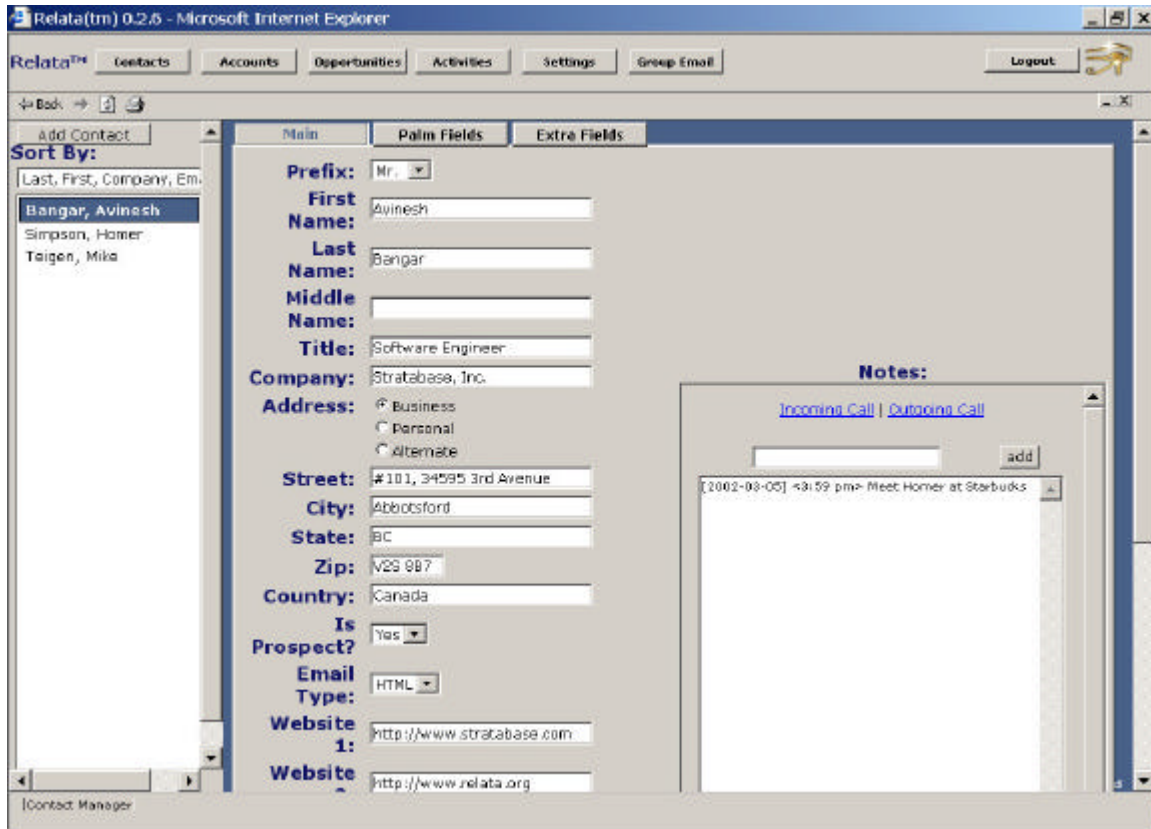 Relata(tm) 0.2.6 - Microsoft Internet Explorer
Relata™ Contacts Accounts Opportunities Activities Settings Group Email Logout
Back
Add Contact
Sort By:
Last, First, Company, Em
Bangar, Avinesh
Simpson, Homer
Teigen, Mike
Main Palm Fields Extra Fields
Prefix: Mr.
First
Name: Avinesh
Last
Name: Bangar
Middle
Name:
Title: Software Engineer
Company: Stratabase, Inc.
Address: Business
Personal
Alternate
Street: #101, 34595 3rd Avenue
City: Abbotsford
State: BC
Zip: V2S 8B7
Country: Canada
Is
Prospect? Yes
Email
Type: HTML
Website
1: http://www.stratabase.com
Website
http://www.relata.org
Notes:
Incoming Call | Outgoing Call
add
[2002-03-05] <3:59 pm> Meet Homer at Starbucks
Contact Manager